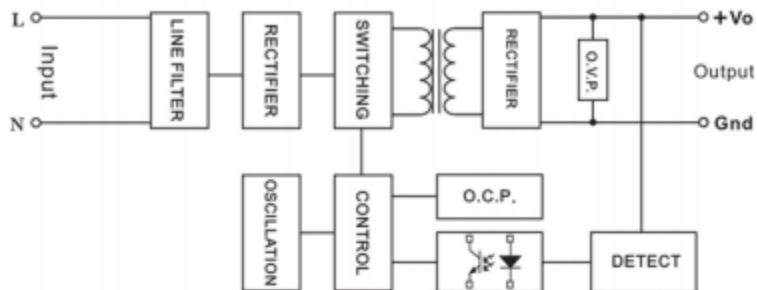 L
Input
N
LINE FILTER
RECTIFIER
SWITCHING
RECTIFIER
O.V.P.
+Vo
Output
Gnd
OSCILLATION
CONTROL
O.C.P.
DETECT